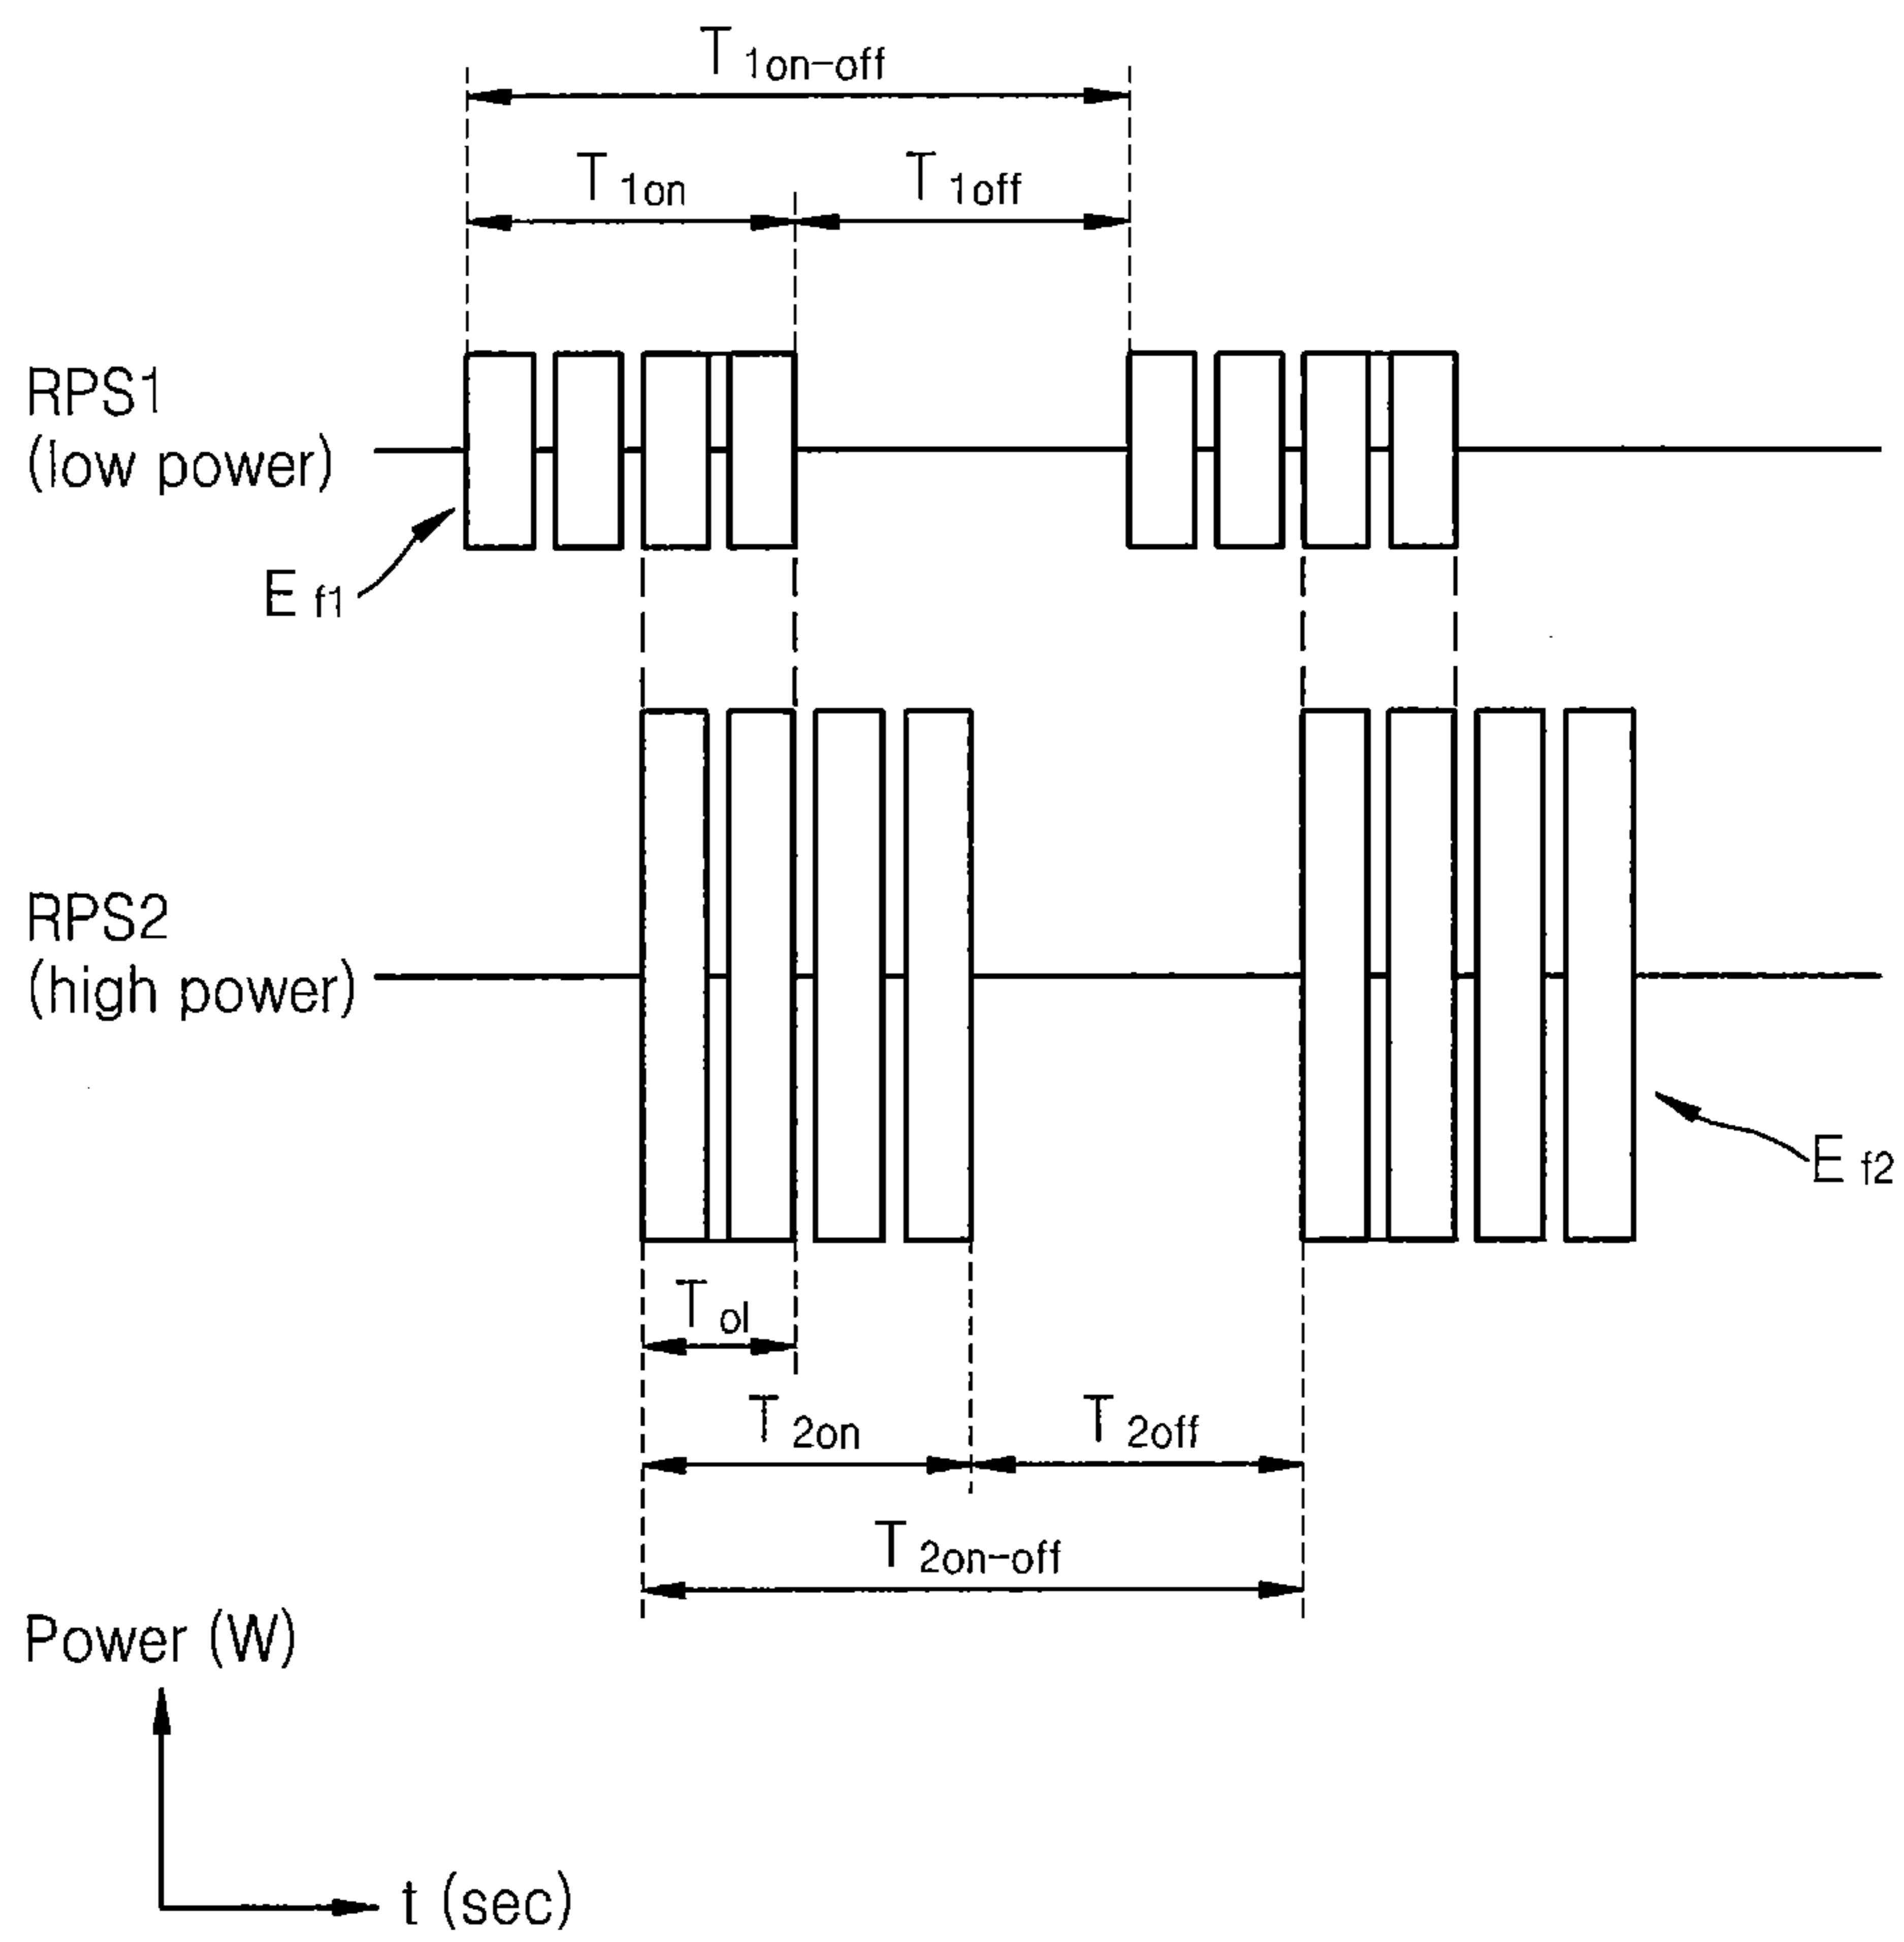 T 1on-off
T 1on
T 1off
RPS1
(low power)
E f1
RPS2
(high power)
E f2
T ol
T 2on
T 2off
T 2on-off
Power (W)
t (sec)